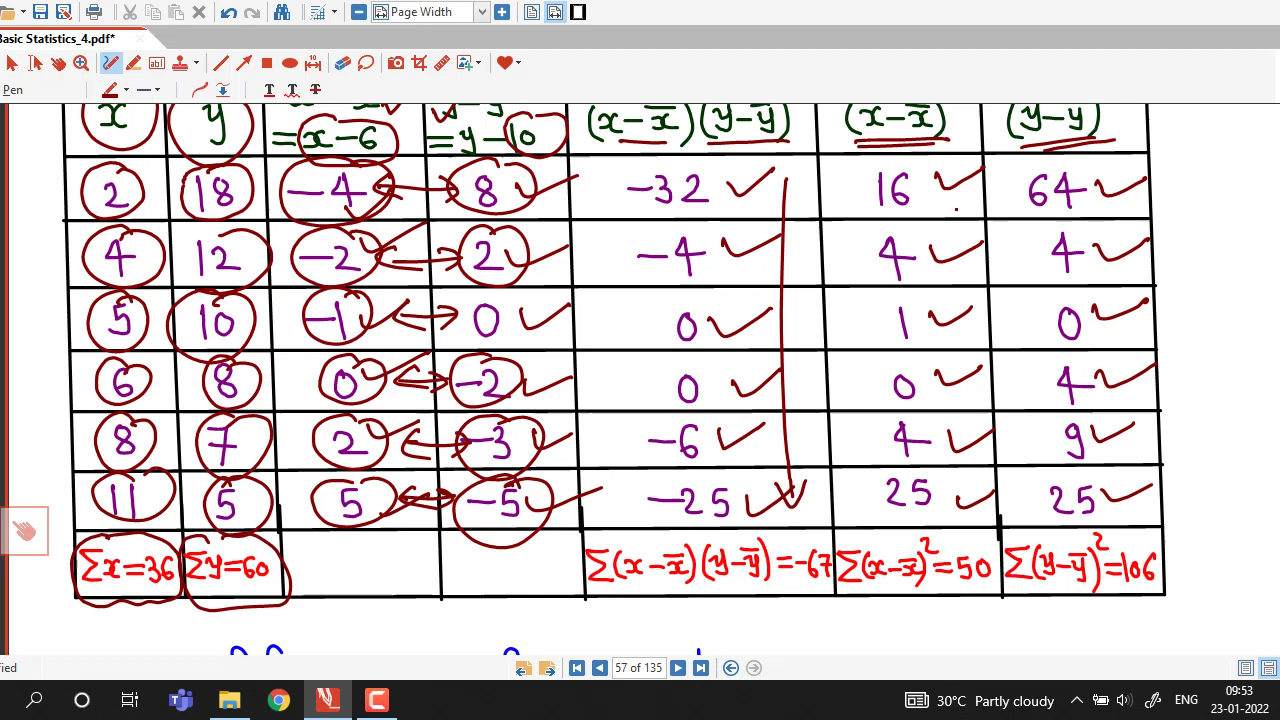 Page Width
Basic Statistics_4.pdf*
Pen
x y = x-6 = y-10 (x-x̄)(y-ȳ) (x-x̄) (y-ȳ)
2 18 -4 8 -32 16 64
4 12 -2 2 -4 4 4
5 10 -1 0 0 1 0
6 8 0 -2 0 0 4
8 7 2 -3 -6 4 9
11 5 5 -5 -25 25 25
Σx=36 Σy=60 Σ(x-x̄)(y-ȳ)=-67 Σ(x-x̄)²=50 Σ(y-ȳ)²=106
57 of 135
30°C Partly cloudy ENG 09:53
23-01-2022